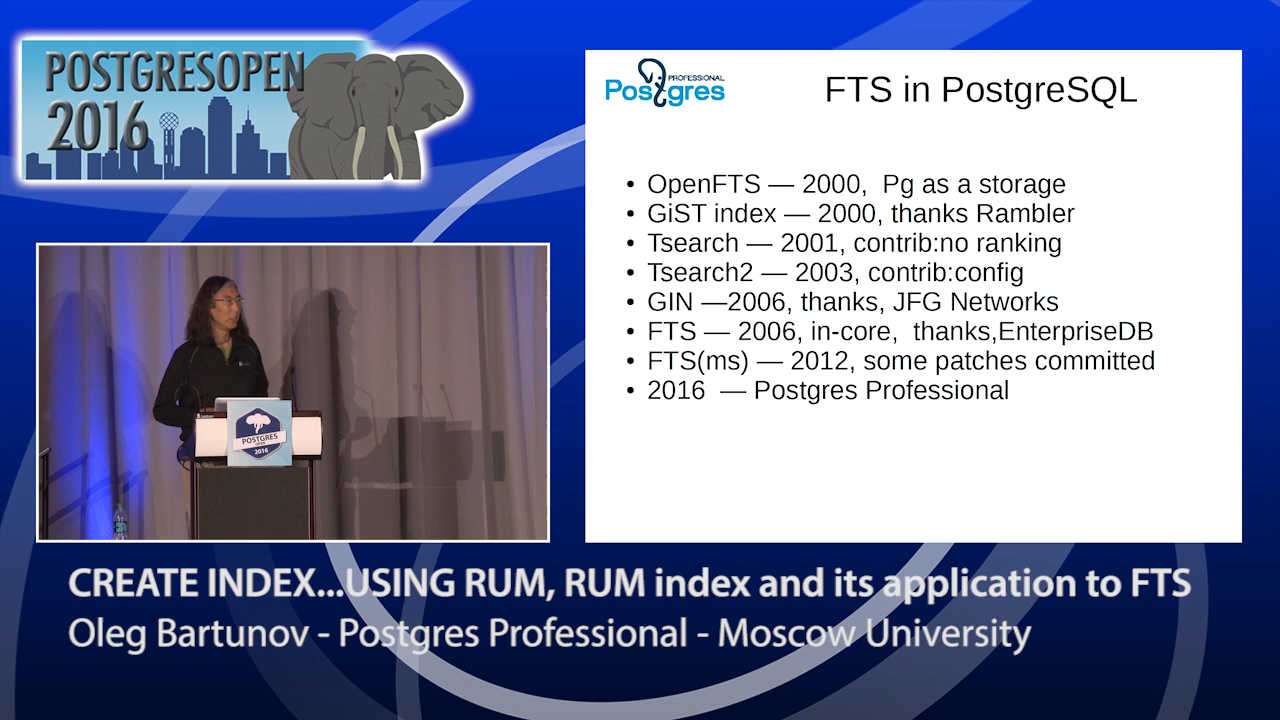 POSTGRESOPEN
2016
PROFESSIONAL
Postgres
FTS in PostgreSQL
• OpenFTS — 2000,  Pg as a storage
• GiST index — 2000, thanks Rambler
• Tsearch — 2001, contrib:no ranking
• Tsearch2 — 2003, contrib:config
• GIN —2006, thanks, JFG Networks
• FTS — 2006, in-core,  thanks,EnterpriseDB
• FTS(ms) — 2012, some patches committed
• 2016  — Postgres Professional
POSTGRES
OPEN
2016
CREATE INDEX...USING RUM, RUM index and its application to FTS
Oleg Bartunov - Postgres Professional - Moscow University